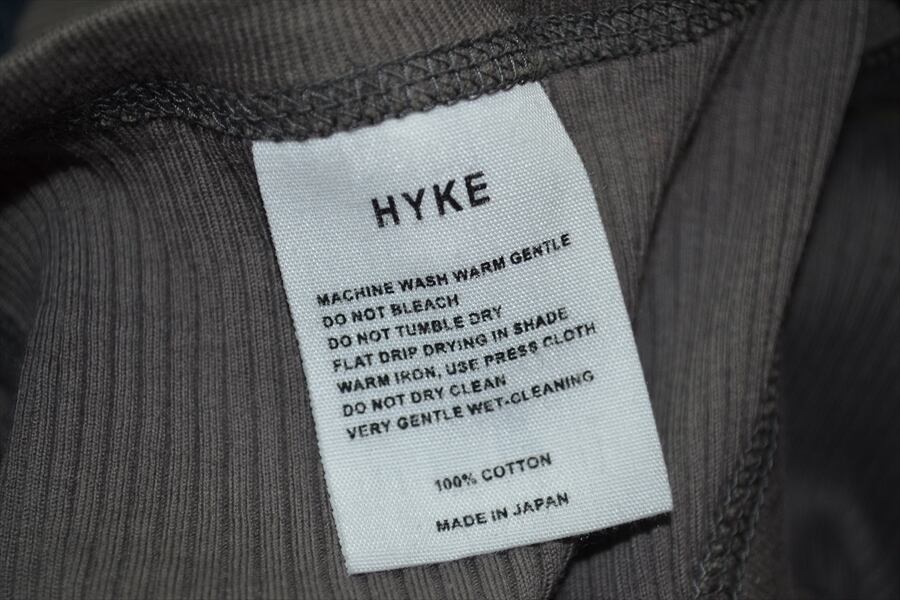 HYKE
MACHINE WASH WARM GENTLE
DO NOT BLEACH
DO NOT TUMBLE DRY
FLAT DRIP DRYING IN SHADE
WARM IRON, USE PRESS CLOTH
DO NOT DRY CLEAN
VERY GENTLE WET-CLEANING
100% COTTON
MADE IN JAPAN